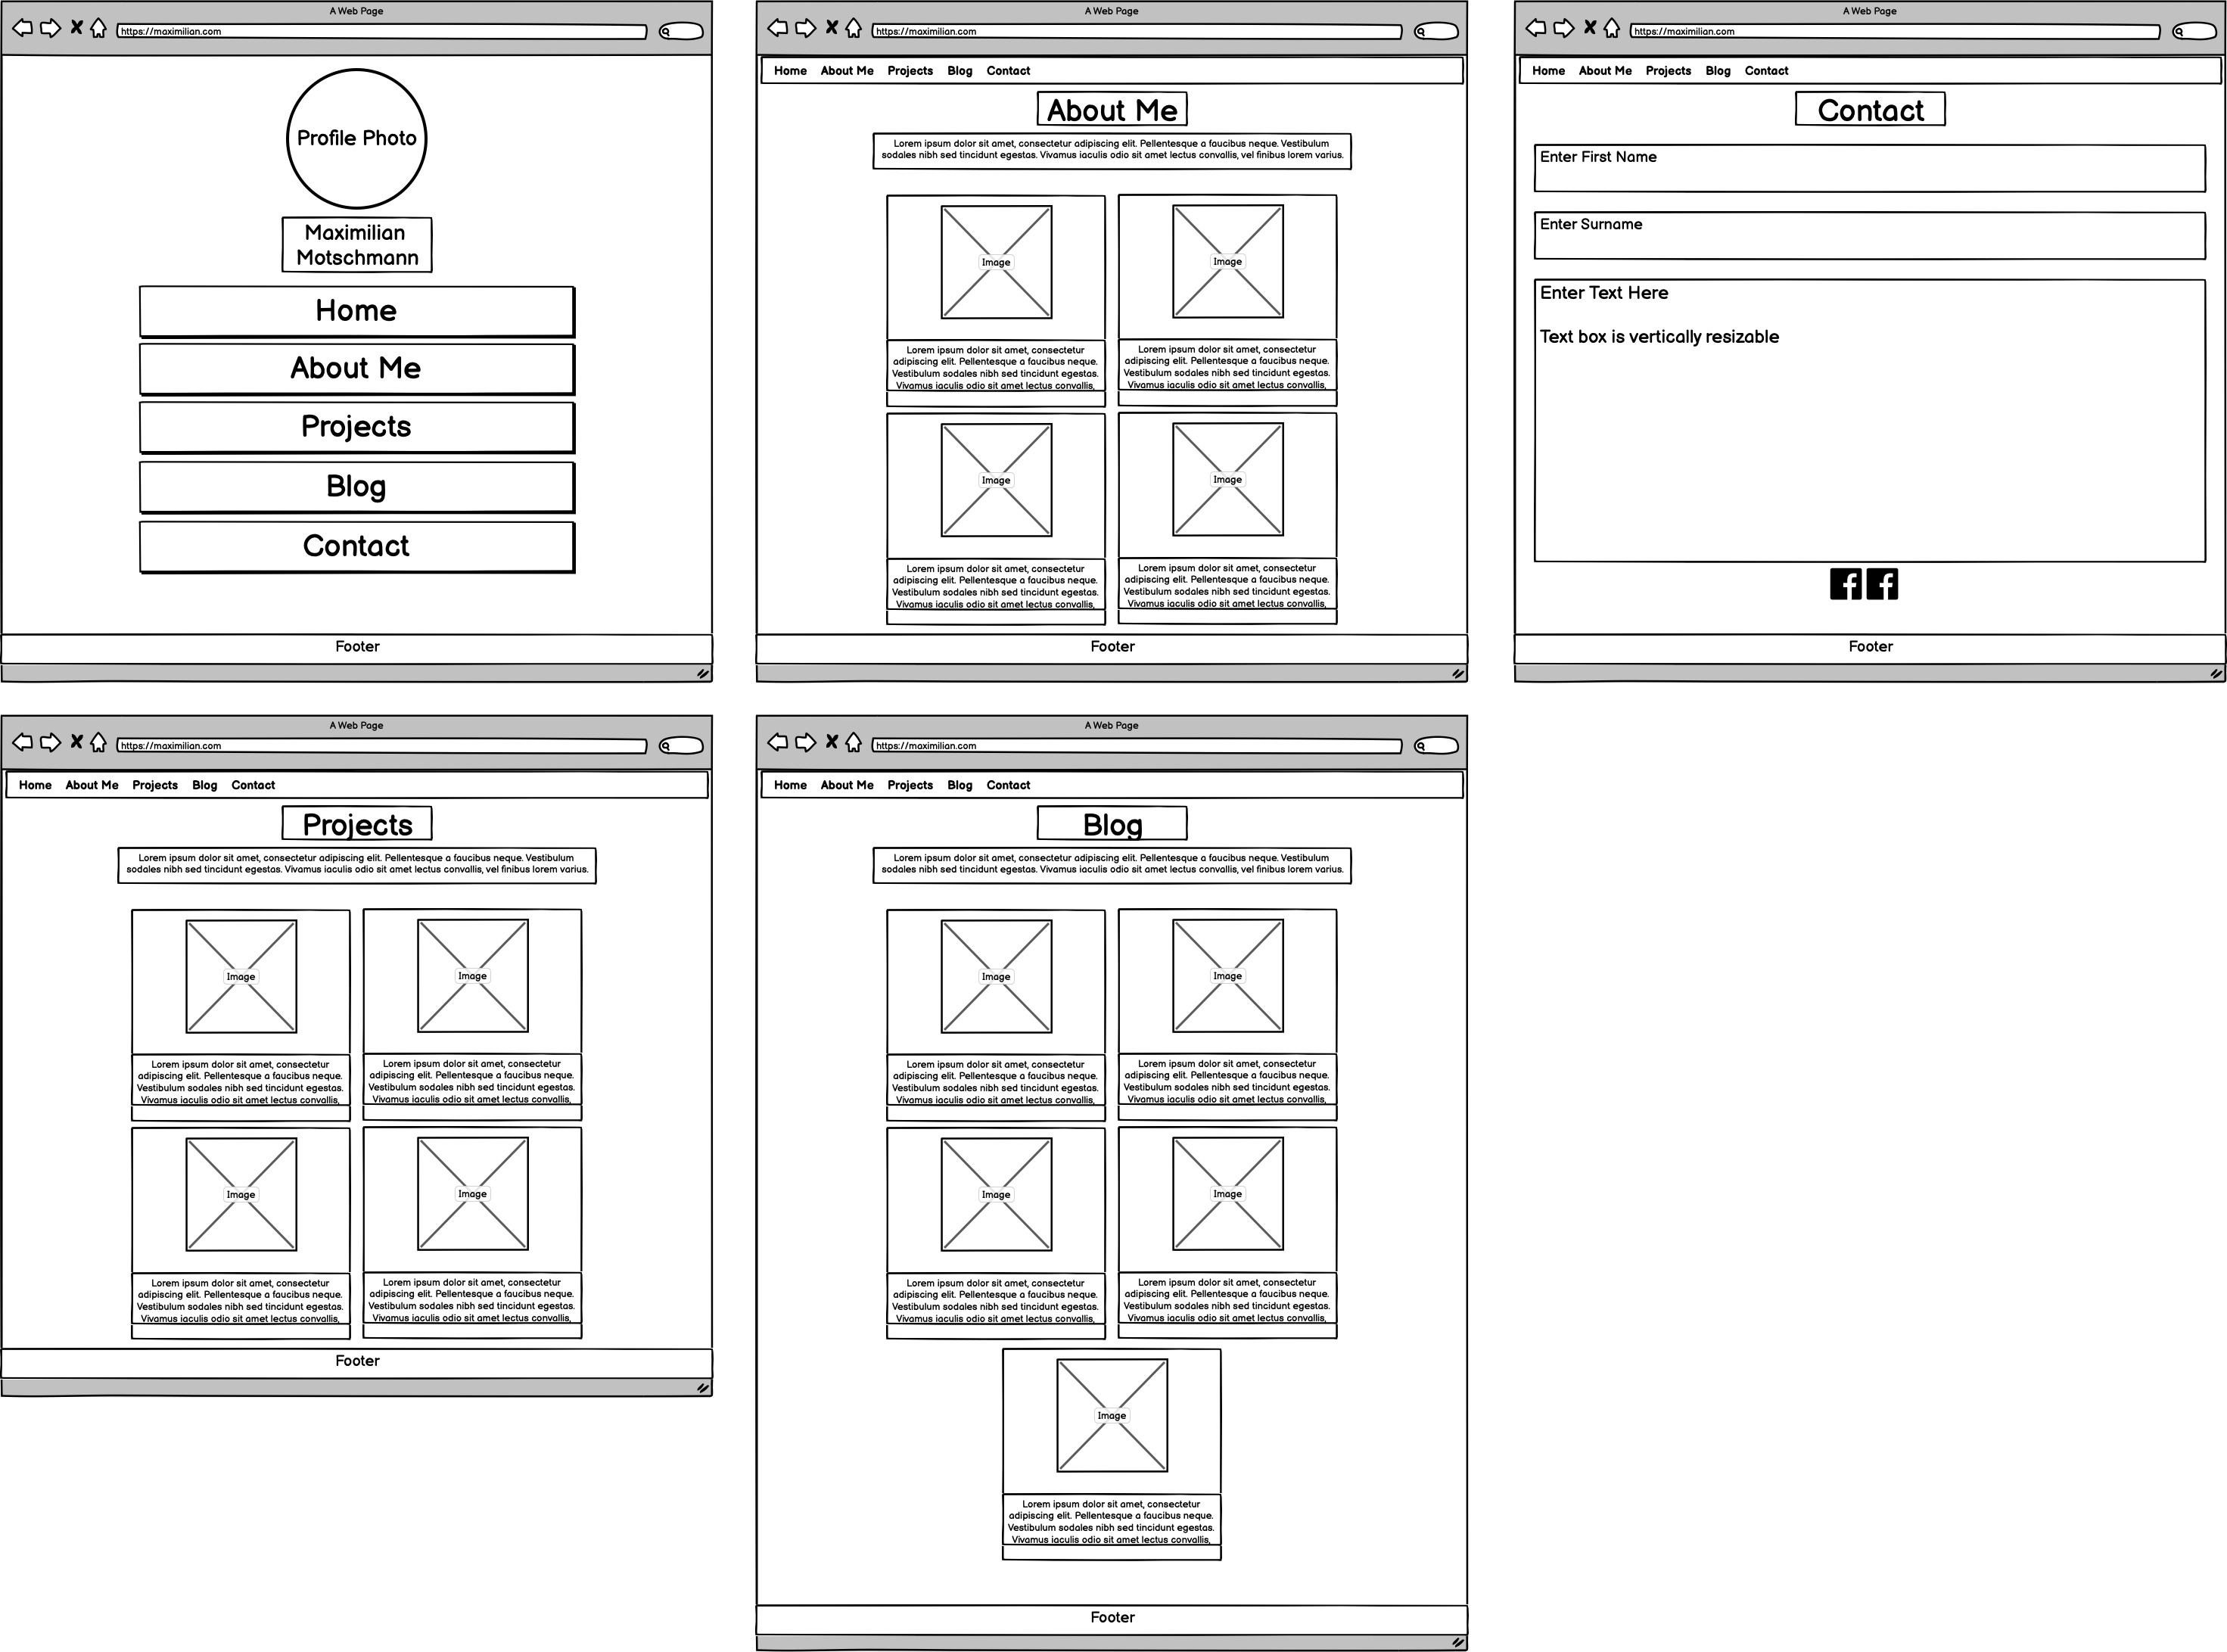 A Web Page
https://maximilian.com
Profile Photo
Maximilian
Motschmann
Home
About Me
Projects
Blog
Contact
Footer
A Web Page
https://maximilian.com
Home About Me Projects Blog Contact
About Me
Lorem ipsum dolor sit amet, consectetur adipiscing elit. Pellentesque a faucibus neque. Vestibulum
sodales nibh sed tincidunt egestas. Vivamus iaculis odio sit amet lectus convallis, vel finibus lorem varius.
Image
Lorem ipsum dolor sit amet, consectetur
adipiscing elit. Pellentesque a faucibus neque.
Vestibulum sodales nibh sed tincidunt egestas.
Vivamus iaculis odio sit amet lectus convallis,
Image
Lorem ipsum dolor sit amet, consectetur
adipiscing elit. Pellentesque a faucibus neque.
Vestibulum sodales nibh sed tincidunt egestas.
Vivamus iaculis odio sit amet lectus convallis,
Image
Lorem ipsum dolor sit amet, consectetur
adipiscing elit. Pellentesque a faucibus neque.
Vestibulum sodales nibh sed tincidunt egestas.
Vivamus iaculis odio sit amet lectus convallis,
Image
Lorem ipsum dolor sit amet, consectetur
adipiscing elit. Pellentesque a faucibus neque.
Vestibulum sodales nibh sed tincidunt egestas.
Vivamus iaculis odio sit amet lectus convallis,
Footer
A Web Page
https://maximilian.com
Home About Me Projects Blog Contact
Contact
Enter First Name
Enter Surname
Enter Text Here
Text box is vertically resizable
Footer
A Web Page
https://maximilian.com
Home About Me Projects Blog Contact
Projects
Lorem ipsum dolor sit amet, consectetur adipiscing elit. Pellentesque a faucibus neque. Vestibulum
sodales nibh sed tincidunt egestas. Vivamus iaculis odio sit amet lectus convallis, vel finibus lorem varius.
Image
Lorem ipsum dolor sit amet, consectetur
adipiscing elit. Pellentesque a faucibus neque.
Vestibulum sodales nibh sed tincidunt egestas.
Vivamus iaculis odio sit amet lectus convallis,
Image
Lorem ipsum dolor sit amet, consectetur
adipiscing elit. Pellentesque a faucibus neque.
Vestibulum sodales nibh sed tincidunt egestas.
Vivamus iaculis odio sit amet lectus convallis,
Image
Lorem ipsum dolor sit amet, consectetur
adipiscing elit. Pellentesque a faucibus neque.
Vestibulum sodales nibh sed tincidunt egestas.
Vivamus iaculis odio sit amet lectus convallis,
Image
Lorem ipsum dolor sit amet, consectetur
adipiscing elit. Pellentesque a faucibus neque.
Vestibulum sodales nibh sed tincidunt egestas.
Vivamus iaculis odio sit amet lectus convallis,
Footer
A Web Page
https://maximilian.com
Home About Me Projects Blog Contact
Blog
Lorem ipsum dolor sit amet, consectetur adipiscing elit. Pellentesque a faucibus neque. Vestibulum
sodales nibh sed tincidunt egestas. Vivamus iaculis odio sit amet lectus convallis, vel finibus lorem varius.
Image
Lorem ipsum dolor sit amet, consectetur
adipiscing elit. Pellentesque a faucibus neque.
Vestibulum sodales nibh sed tincidunt egestas.
Vivamus iaculis odio sit amet lectus convallis,
Image
Lorem ipsum dolor sit amet, consectetur
adipiscing elit. Pellentesque a faucibus neque.
Vestibulum sodales nibh sed tincidunt egestas.
Vivamus iaculis odio sit amet lectus convallis,
Image
Lorem ipsum dolor sit amet, consectetur
adipiscing elit. Pellentesque a faucibus neque.
Vestibulum sodales nibh sed tincidunt egestas.
Vivamus iaculis odio sit amet lectus convallis,
Image
Lorem ipsum dolor sit amet, consectetur
adipiscing elit. Pellentesque a faucibus neque.
Vestibulum sodales nibh sed tincidunt egestas.
Vivamus iaculis odio sit amet lectus convallis,
Image
Lorem ipsum dolor sit amet, consectetur
adipiscing elit. Pellentesque a faucibus neque.
Vestibulum sodales nibh sed tincidunt egestas.
Vivamus iaculis odio sit amet lectus convallis,
Footer